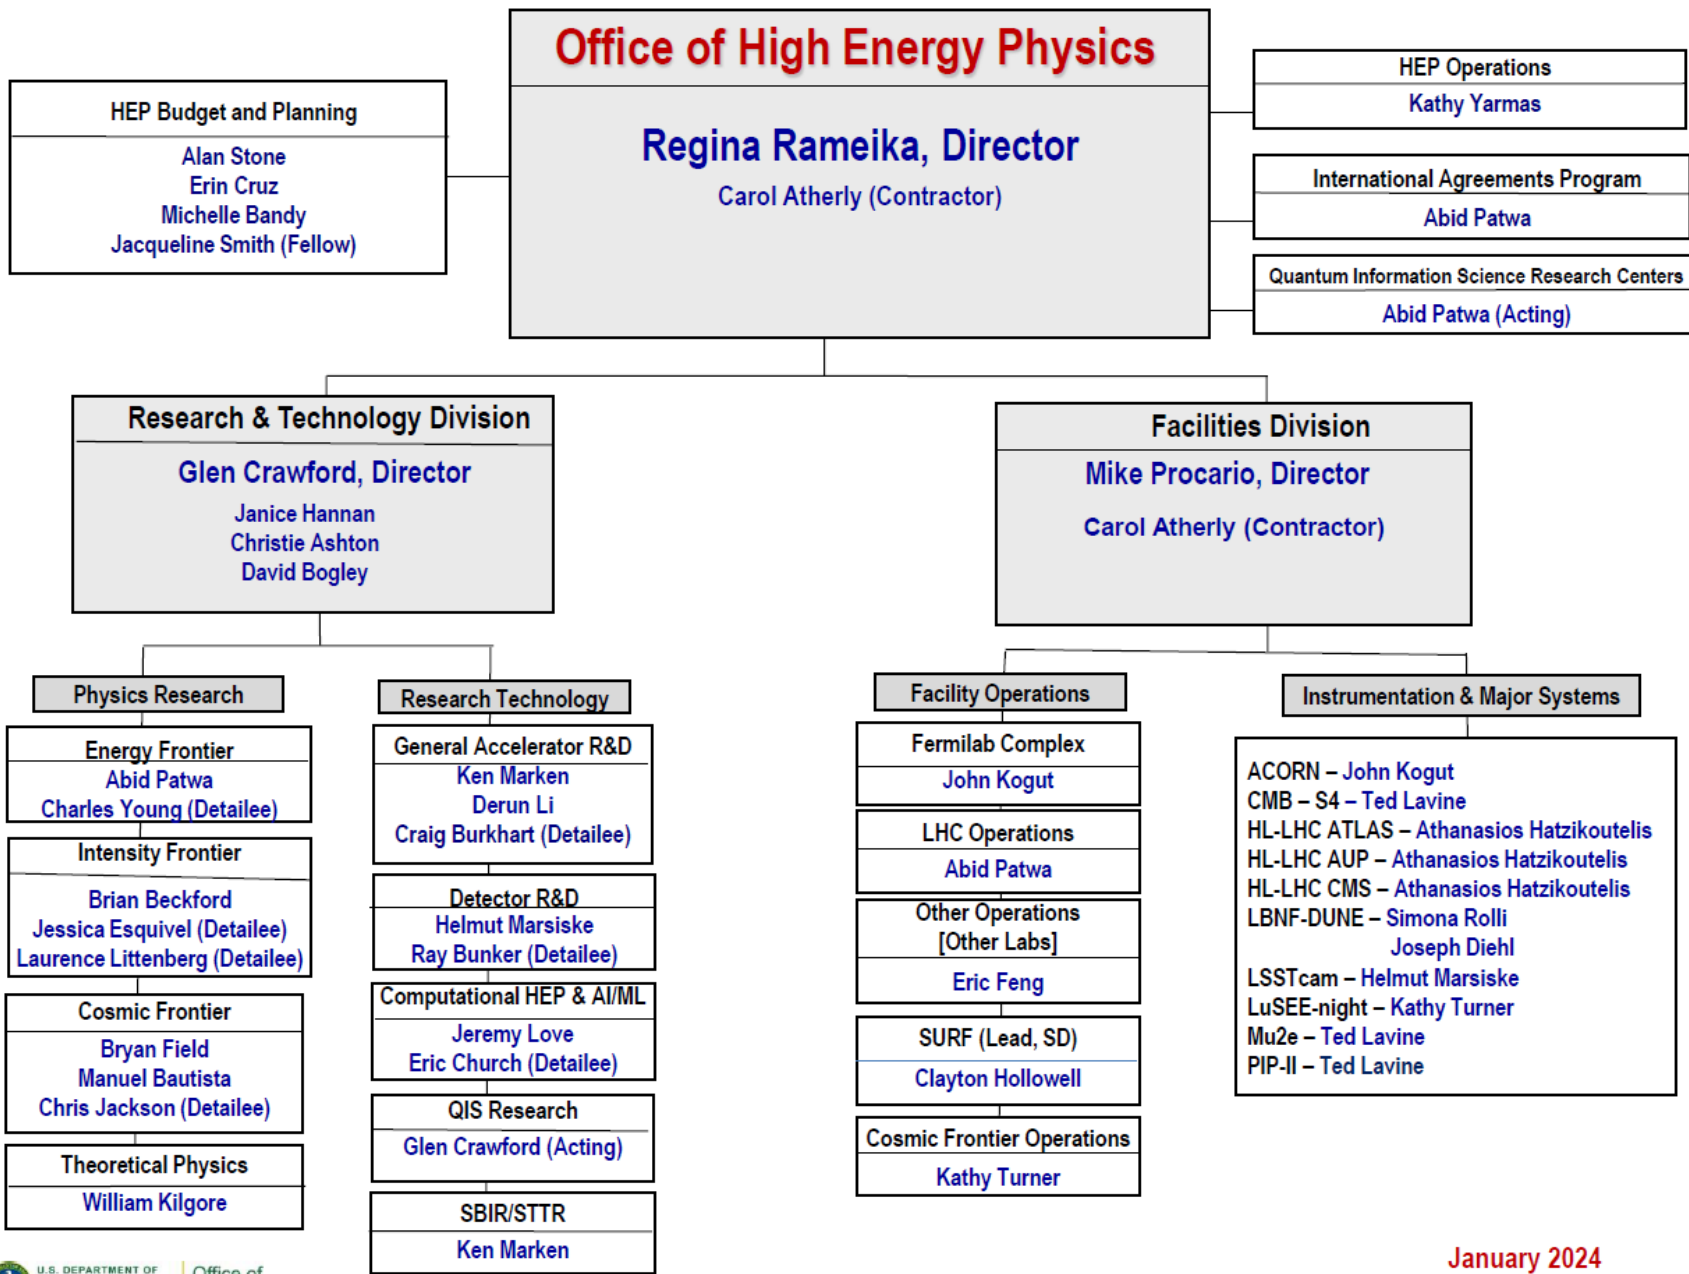 Office of High Energy Physics
Regina Rameika, Director
Carol Atherly (Contractor)
HEP Budget and Planning
Alan Stone
Erin Cruz
Michelle Bandy
Jacqueline Smith (Fellow)
HEP Operations
Kathy Yarmas
International Agreements Program
Abid Patwa
Quantum Information Science Research Centers
Abid Patwa (Acting)
Research & Technology Division
Glen Crawford, Director
Janice Hannan
Christie Ashton
David Bogley
Facilities Division
Mike Procario, Director
Carol Atherly (Contractor)
Physics Research
Energy Frontier
Abid Patwa
Charles Young (Detailee)
Intensity Frontier
Brian Beckford
Jessica Esquivel (Detailee)
Laurence Littenberg (Detailee)
Cosmic Frontier
Bryan Field
Manuel Bautista
Chris Jackson (Detailee)
Theoretical Physics
William Kilgore
Research Technology
General Accelerator R&D
Ken Marken
Derun Li
Craig Burkhart (Detailee)
Detector R&D
Helmut Marsiske
Ray Bunker (Detailee)
Computational HEP & AI/ML
Jeremy Love
Eric Church (Detailee)
QIS Research
Glen Crawford (Acting)
SBIR/STTR
Ken Marken
Facility Operations
Fermilab Complex
John Kogut
LHC Operations
Abid Patwa
Other Operations
[Other Labs]
Eric Feng
SURF (Lead, SD)
Clayton Hollowell
Cosmic Frontier Operations
Kathy Turner
Instrumentation & Major Systems
ACORN – John Kogut
CMB – S4 – Ted Lavine
HL-LHC ATLAS – Athanasios Hatzikoutelis
HL-LHC AUP – Athanasios Hatzikoutelis
HL-LHC CMS – Athanasios Hatzikoutelis
LBNF-DUNE – Simona Rolli
Joseph Diehl
LSSTcam – Helmut Marsiske
LuSEE-night – Kathy Turner
Mu2e – Ted Lavine
PIP-II – Ted Lavine
U.S. DEPARTMENT OF
Office of
January 2024